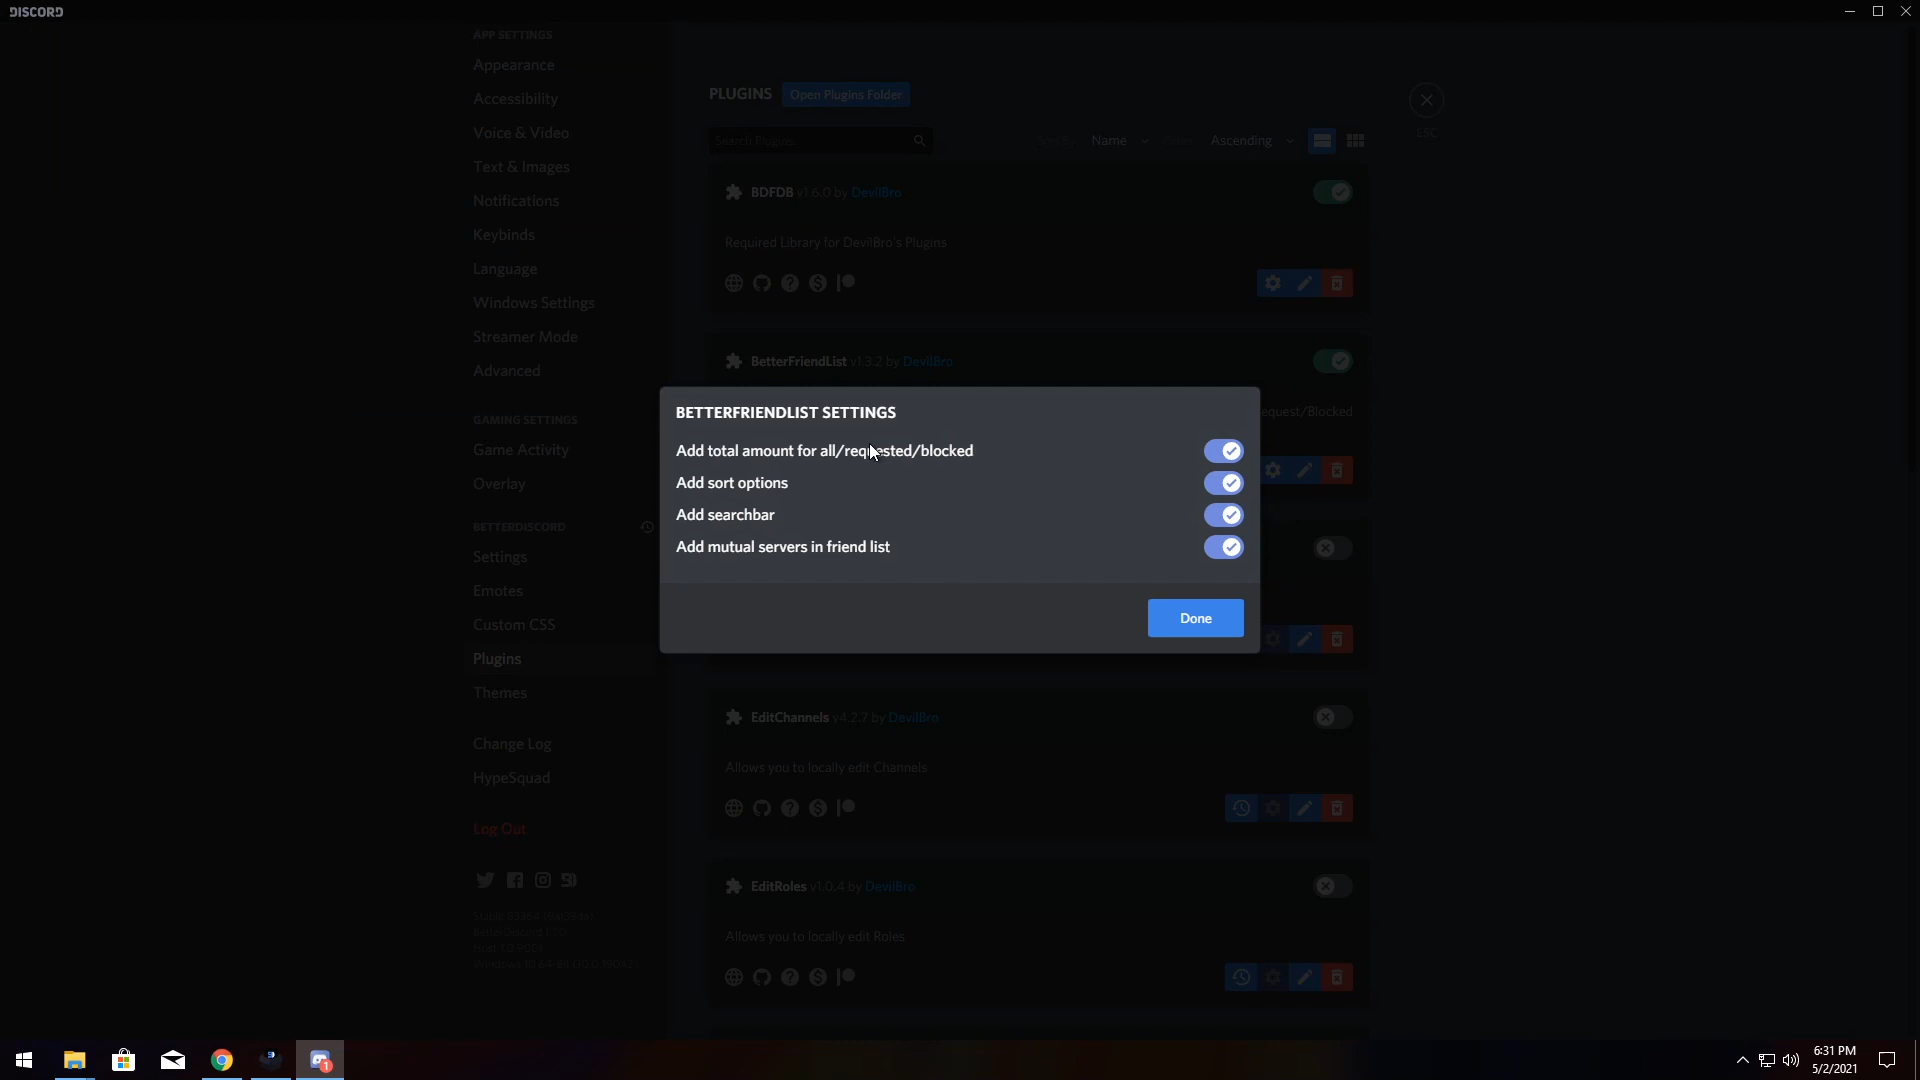 DISCORD
APP SETTINGS
Appearance
Accessibility
Voice & Video
Text & Images
Notifications
Keybinds
Language
Windows Settings
Streamer Mode
Advanced
GAMING SETTINGS
Game Activity
Overlay
BETTERDISCORD
Settings
Emotes
Custom CSS
Plugins
Themes
Change Log
HypeSquad
Log Out
PLUGINS Open Plugins Folder
ESC
Search Plugins...
Name Ascending
BDFDB v1.6.0 by DevilBro
Required Library for DevilBro's Plugins
BetterFriendList v1.3.2 by DevilBro
equest/Blocked
BETTERFRIENDLIST SETTINGS
Add total amount for all/requested/blocked
Add sort options
Add searchbar
Add mutual servers in friend list
Done
EditChannels v4.2.7 by DevilBro
Allows you to locally edit Channels
EditRoles v1.0.4 by DevilBro
Allows you to locally edit Roles
1
6:31 PM
5/2/2021